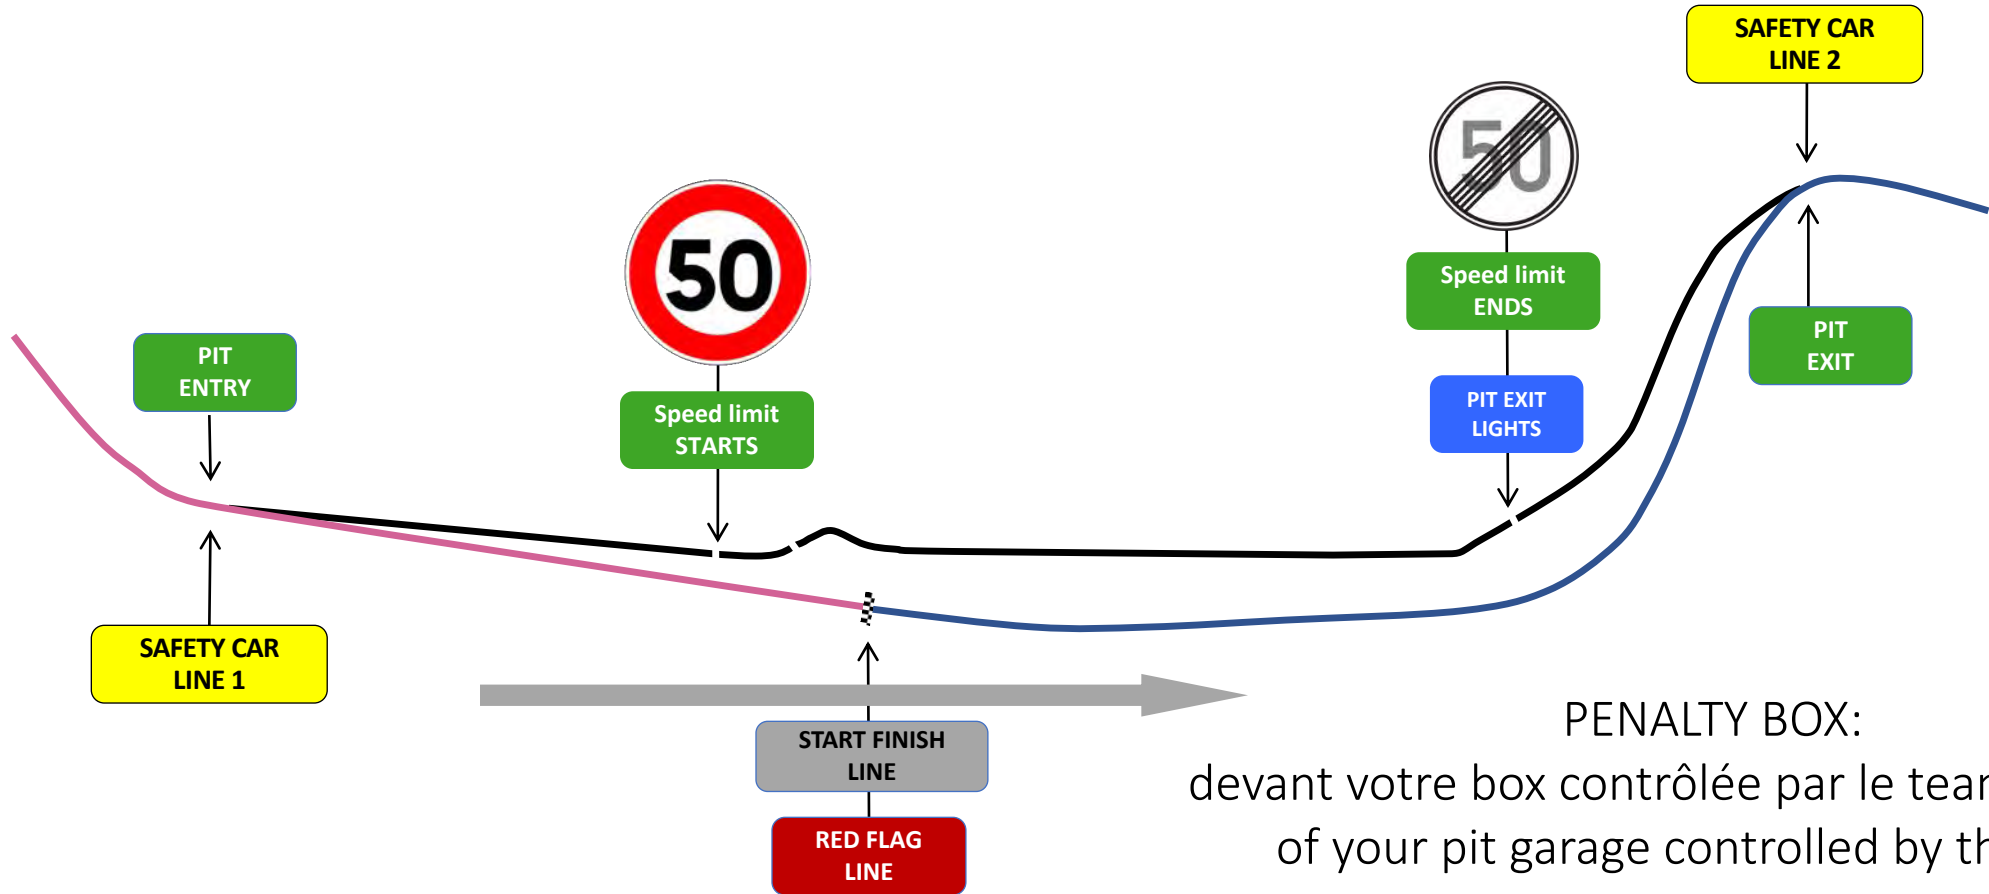 SAFETY CAR
LINE 2
50
50
Speed limit
ENDS
PIT
ENTRY
PIT
EXIT
Speed limit
STARTS
PIT EXIT
LIGHTS
SAFETY CAR
LINE 1
START FINISH
LINE
RED FLAG
LINE
PENALTY BOX:
devant votre box contrôlée par le
of your pit garage controlled by